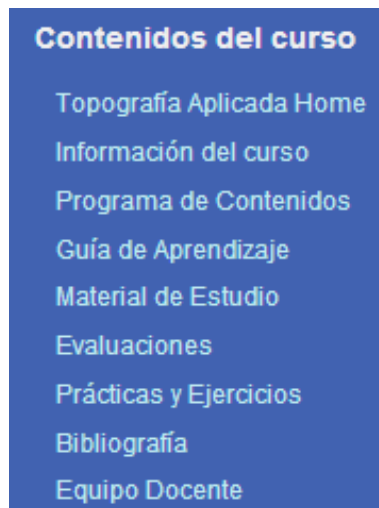 Contenidos del curso
Topografía Aplicada Home
Información del curso
Programa de Contenidos
Guía de Aprendizaje
Material de Estudio
Evaluaciones
Prácticas y Ejercicios
Bibliografía
Equipo Docente